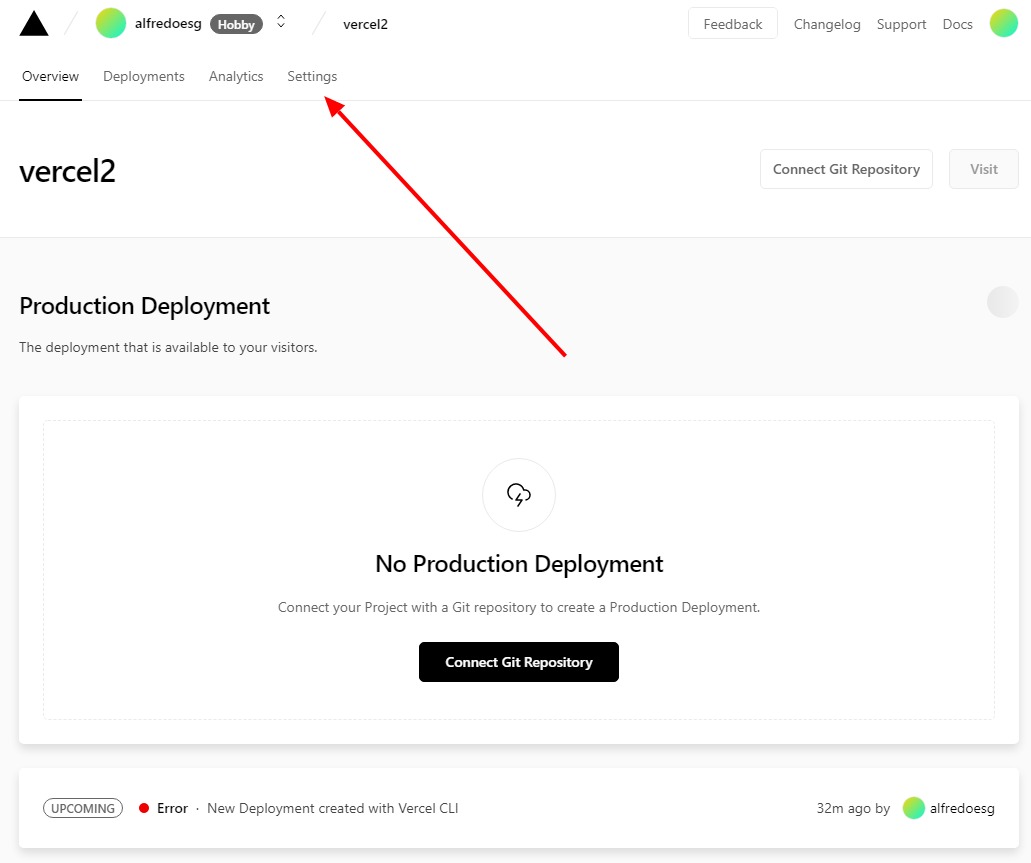 alfredoesg Hobby vercel2 Feedback Changelog Support Docs
Overview Deployments Analytics Settings
vercel2 Connect Git Repository Visit
Production Deployment
The deployment that is available to your visitors.
No Production Deployment
Connect your Project with a Git repository to create a Production Deployment.
Connect Git Repository
UPCOMING Error · New Deployment created with Vercel CLI 32m ago by alfredoesg